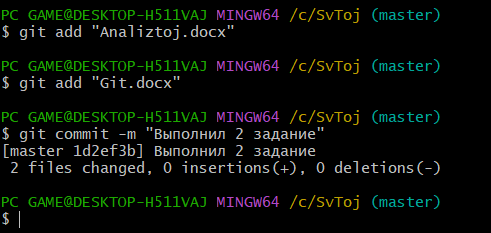 PC GAME@DESKTOP-H511VAJ MINGW64 /c/SvToj (master)
$ git add "Analiztoj.docx"
PC GAME@DESKTOP-H511VAJ MINGW64 /c/SvToj (master)
$ git add "Git.docx"
PC GAME@DESKTOP-H511VAJ MINGW64 /c/SvToj (master)
$ git commit -m "Выполнил 2 задание"
[master 1d2ef3b] Выполнил 2 задание
 2 files changed, 0 insertions(+), 0 deletions(-)
PC GAME@DESKTOP-H511VAJ MINGW64 /c/SvToj (master)
$